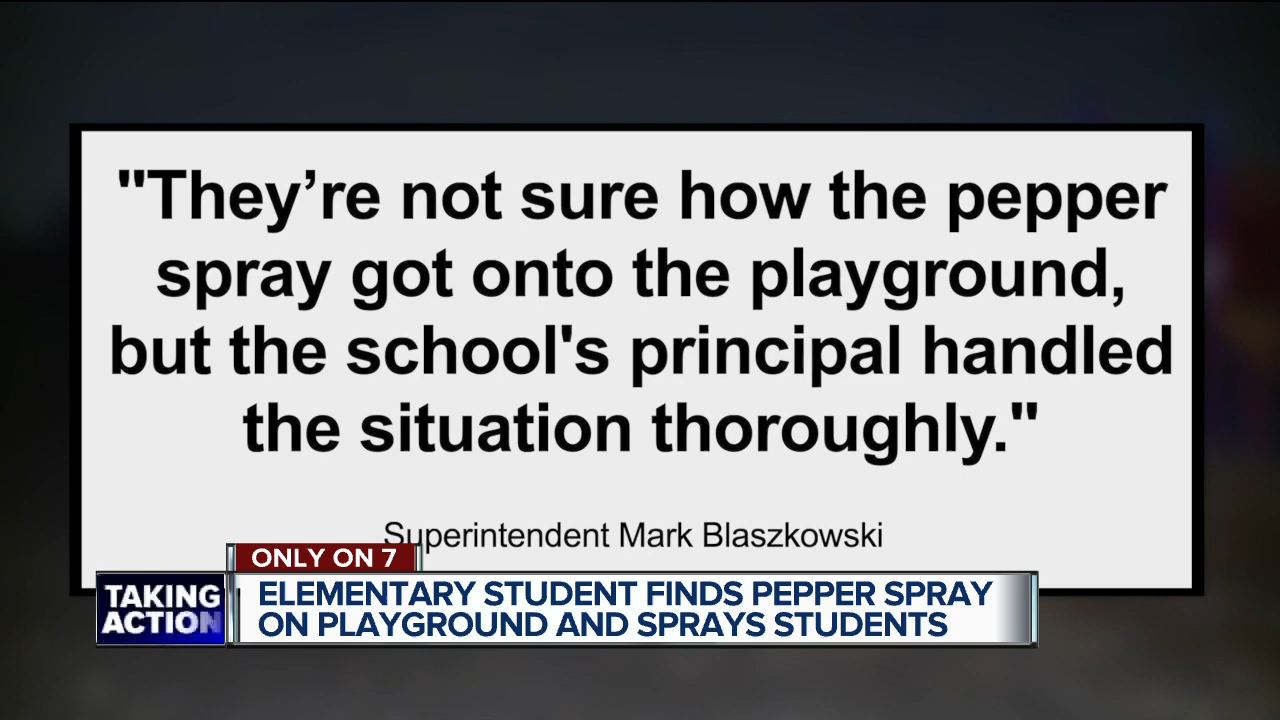 "They’re not sure how the pepper
spray got onto the playground,
but the school's principal handled
the situation thoroughly."
Superintendent Mark Blaszkowski
ONLY ON 7
TAKING
ACTION
ELEMENTARY STUDENT FINDS PEPPER SPRAY
ON PLAYGROUND AND SPRAYS STUDENTS